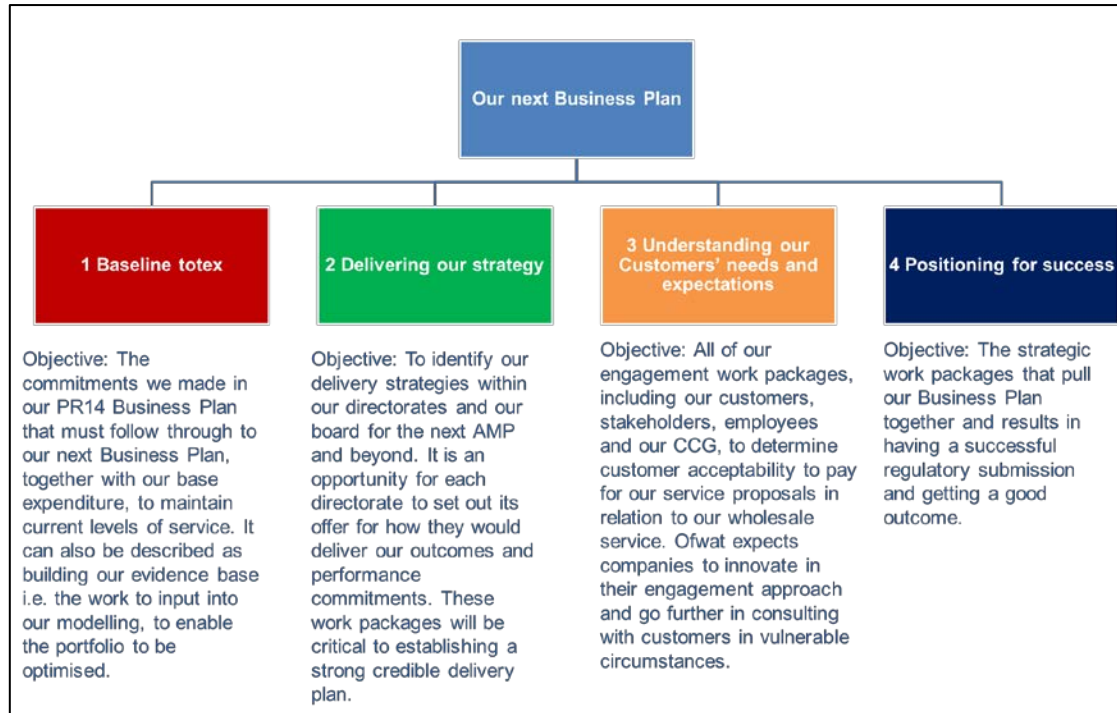 Our next Business Plan
1 Baseline totex
2 Delivering our strategy
3 Understanding our
Customers' needs and
expectations
4 Positioning for success
Objective: The
commitments we made in
our PR14 Business Plan
that must follow through to
our next Business Plan,
together with our base
expenditure, to maintain
current levels of service. It
can also be described as
building our evidence base
i.e. the work to input into
our modelling, to enable
the portfolio to be
optimised.
Objective: To identify our
delivery strategies within
our directorates and our
board for the next AMP
and beyond. It is an
opportunity for each
directorate to set out its
offer for how they would
deliver our outcomes and
performance
commitments. These
work packages will be
critical to establishing a
strong credible delivery
plan.
Objective: All of our
engagement work packages,
including our customers,
stakeholders, employees
and our CCG, to determine
customer acceptability to pay
for our service proposals in
relation to our wholesale
service. Ofwat expects
companies to innovate in
their engagement approach
and go further in consulting
with customers in vulnerable
circumstances.
Objective: The strategic
work packages that pull
our Business Plan
together and results in
having a successful
regulatory submission
and getting a good
outcome.